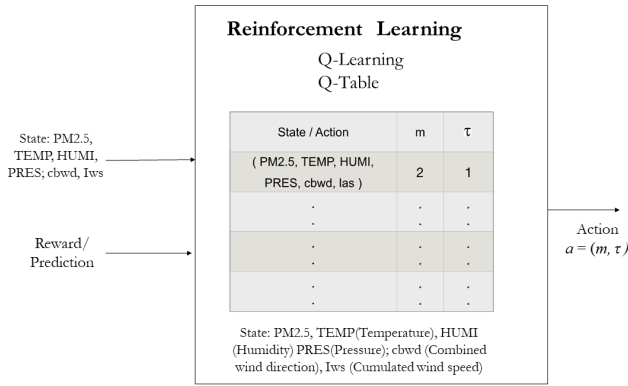 Reinforcement Learning
Q-Learning
Q-Table
State: PM2.5,
TEMP, HUMI,
PRES; cbwd, Iws
Reward/
Prediction
State / Action m τ
( PM2.5, TEMP, HUMI,
PRES, cbwd, Ias ) 2 1
. . .
. . .
. . .
. . .
. . .
. . .
Action
a = (m, τ)
State: PM2.5, TEMP(Temperature), HUMI
(Humidity) PRES(Pressure); cbwd (Combined
wind direction), Iws (Cumulated wind speed)